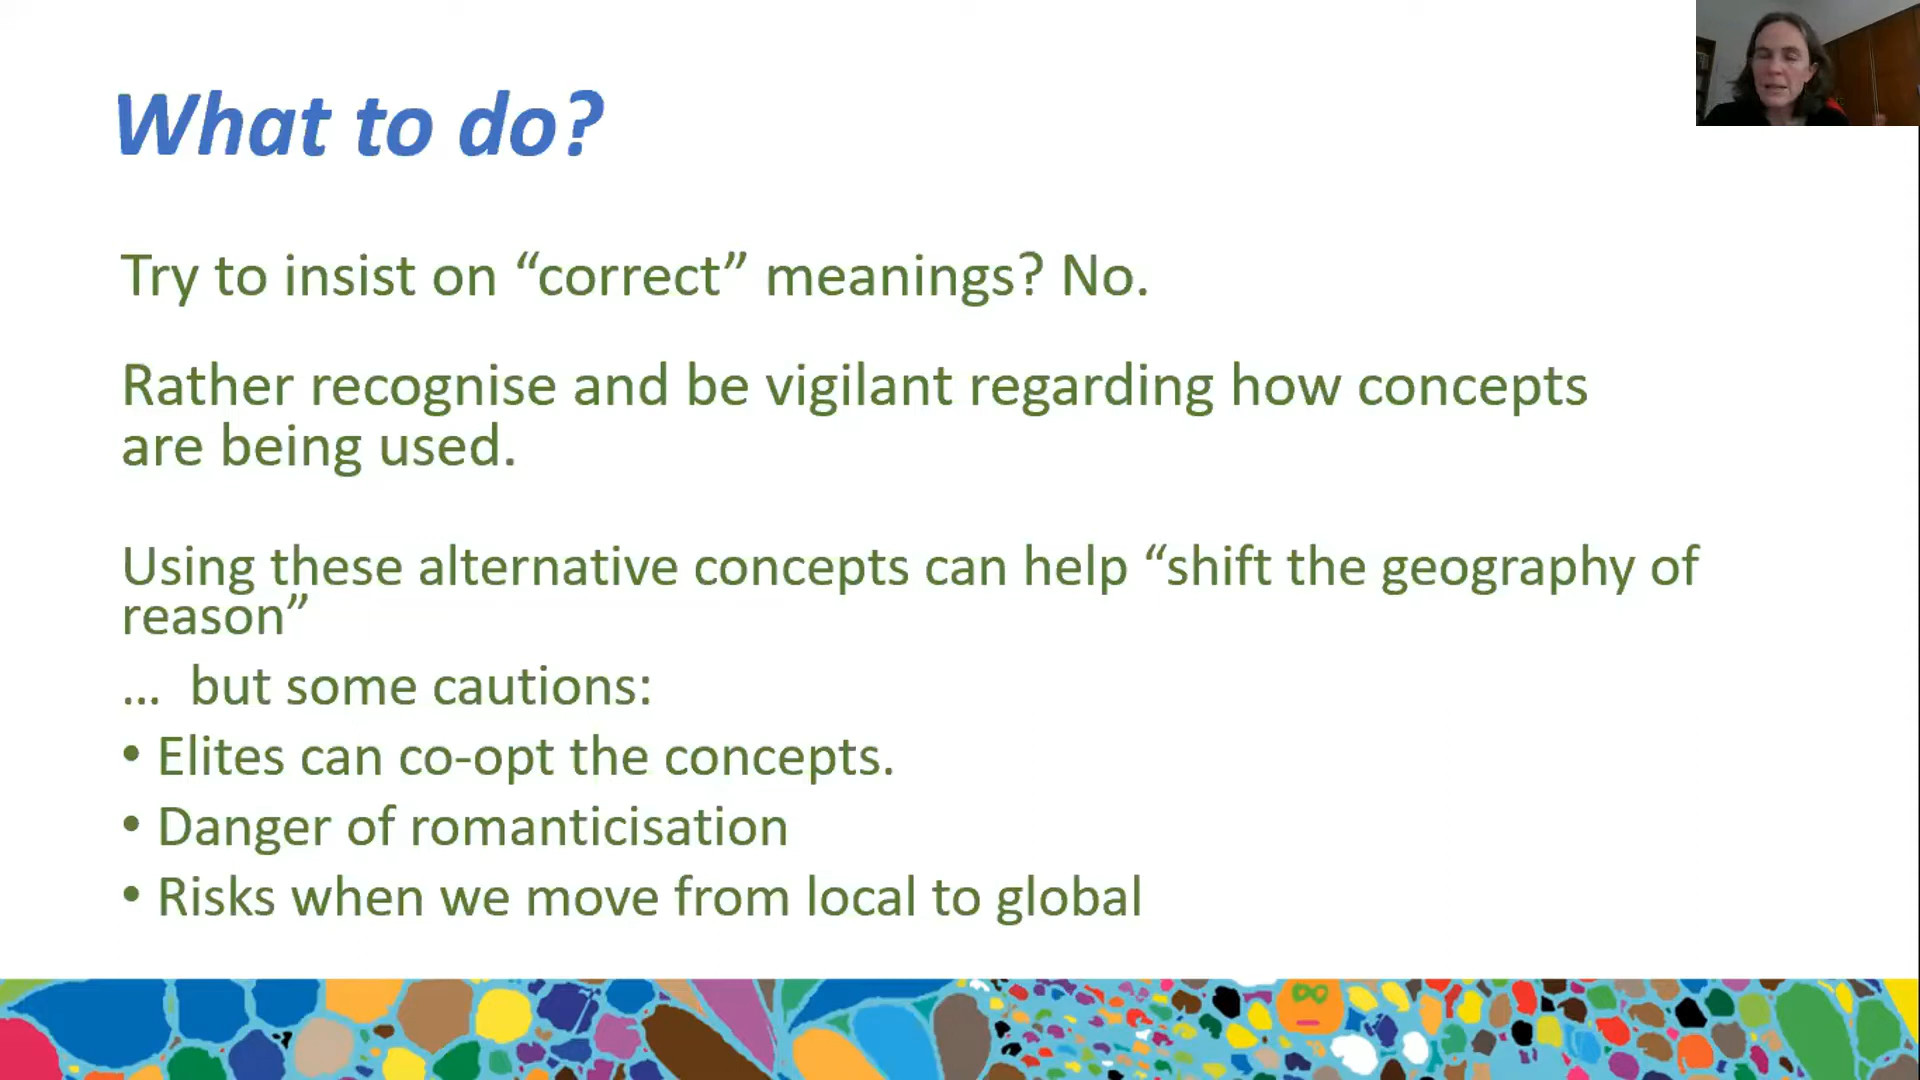 What to do?
Try to insist on “correct” meanings? No.
Rather recognise and be vigilant regarding how concepts
are being used.
Using these alternative concepts can help “shift the geography of
reason”
... but some cautions:
• Elites can co-opt the concepts.
• Danger of romanticisation
• Risks when we move from local to global